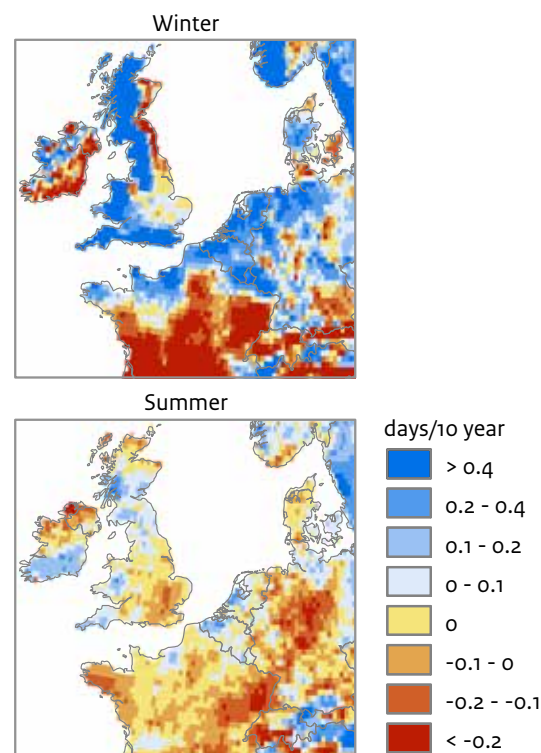 Winter
Summer
days/10 year
> 0.4
0.2 - 0.4
0.1 - 0.2
0 - 0.1
0
-0.1 - 0
-0.2 - -0.1
< -0.2